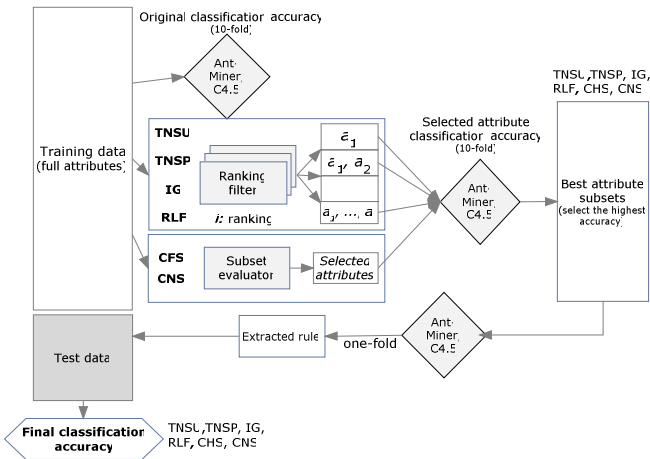 Original classification accuracy
(10-fold)
Ant-
Miner,
C4.5
Training data
(full attributes)
TNSU
TNSP
IG
RLF
Ranking
filter
i: ranking
a1
a1, a2
a1, ..., a
CFS
CNS
Subset
evaluator
Selected
attributes
Selected attribute
classification accuracy
(10-fold)
Ant-
Miner,
C4.5
TNSU,TNSP, IG,
RLF, CHS, CNS
Best attribute
subsets
(select the highest
accuracy)
Ant-
Miner,
C4.5
one-fold
Extracted rule
Test data
Final classification
accuracy
TNSU,TNSP, IG,
RLF, CHS, CNS